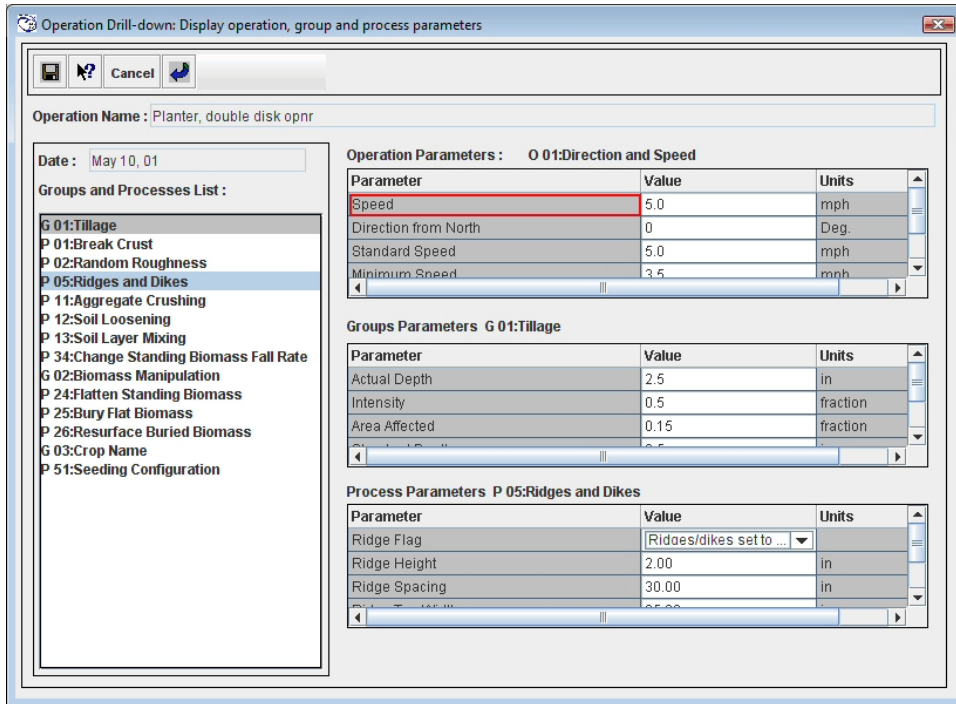 Operation Drill-down: Display operation, group and process parameters
Cancel
Operation Name : Planter, double disk opnr
Date : May 10, 01
Groups and Processes List :
G 01:Tillage
P 01:Break Crust
P 02:Random Roughness
P 05:Ridges and Dikes
P 11:Aggregate Crushing
P 12:Soil Loosening
P 13:Soil Layer Mixing
P 34:Change Standing Biomass Fall Rate
G 02:Biomass Manipulation
P 24:Flatten Standing Biomass
P 25:Bury Flat Biomass
P 26:Resurface Buried Biomass
G 03:Crop Name
P 51:Seeding Configuration
Operation Parameters : O 01:Direction and Speed
Parameter Value Units
Speed 5.0 mph
Direction from North 0 Deg.
Standard Speed 5.0 mph
Minimum Speed 3.5 mph
Groups Parameters G 01:Tillage
Parameter Value Units
Actual Depth 2.5 in
Intensity 0.5 fraction
Area Affected 0.15 fraction
Process Parameters P 05:Ridges and Dikes
Parameter Value Units
Ridge Flag Ridges/dikes set to ...
Ridge Height 2.00 in
Ridge Spacing 30.00 in